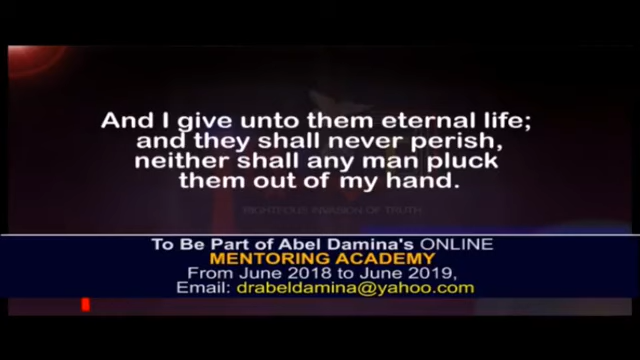 And I give unto them eternal life;
and they shall never perish,
neither shall any man pluck
them out of my hand.
RIGHTEOUS INVASION OF TRUTH
To Be Part of Abel Damina's ONLINE
MENTORING ACADEMY
From June 2018 to June 2019,
Email: drabeldamina@yahoo.com